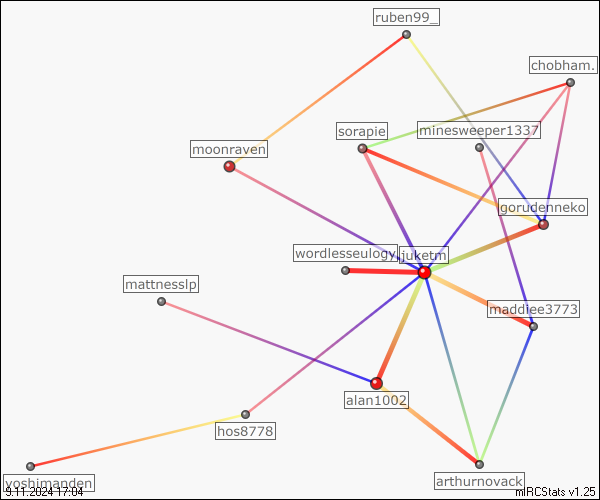 ruben99_
chobham.
sorapie
minesweeper1337
moonraven
gorudenneko
wordlesseulogy
juketm
mattnesslp
maddiee3773
alan1002
hos8778
arthurnovack
yoshimanden
9.11.2024 17:04
mIRCStats v1.25